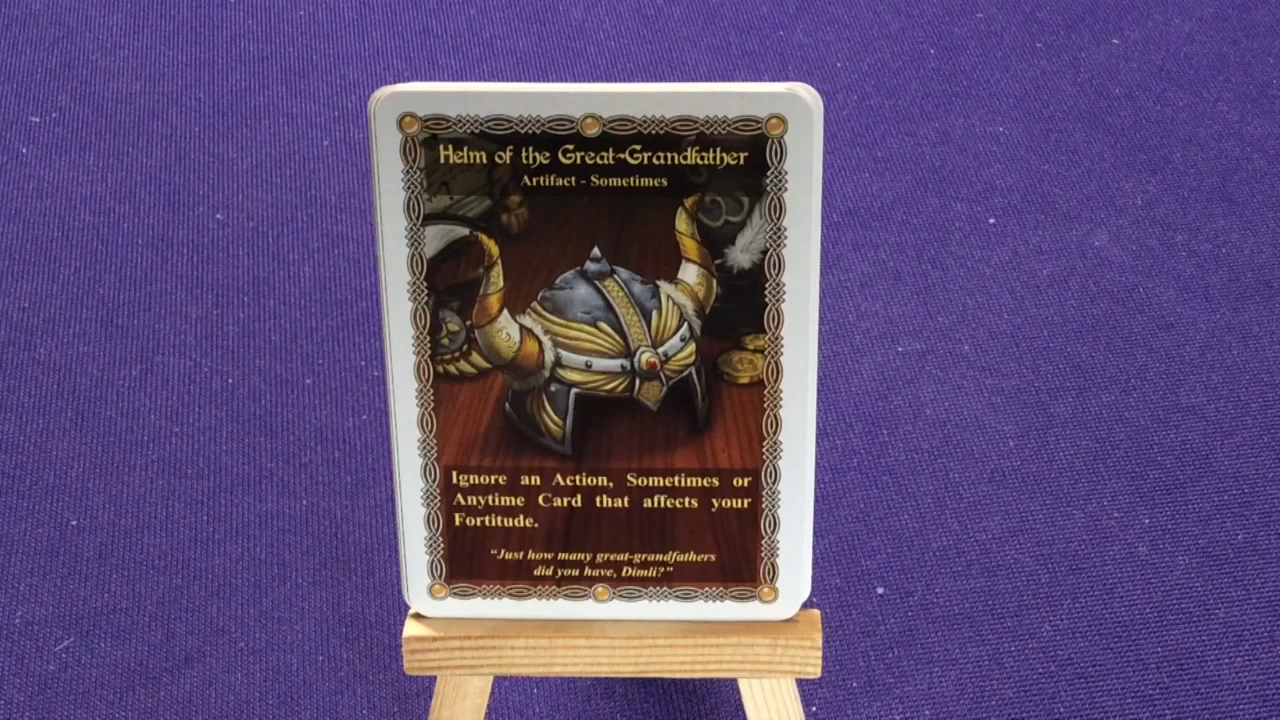 Helm of the Great-Grandfather
Artifact - Sometimes
Ignore an Action, Sometimes or
Anytime Card that affects your
Fortitude.
“Just how many great-grandfathers
did you have, Dimli?”